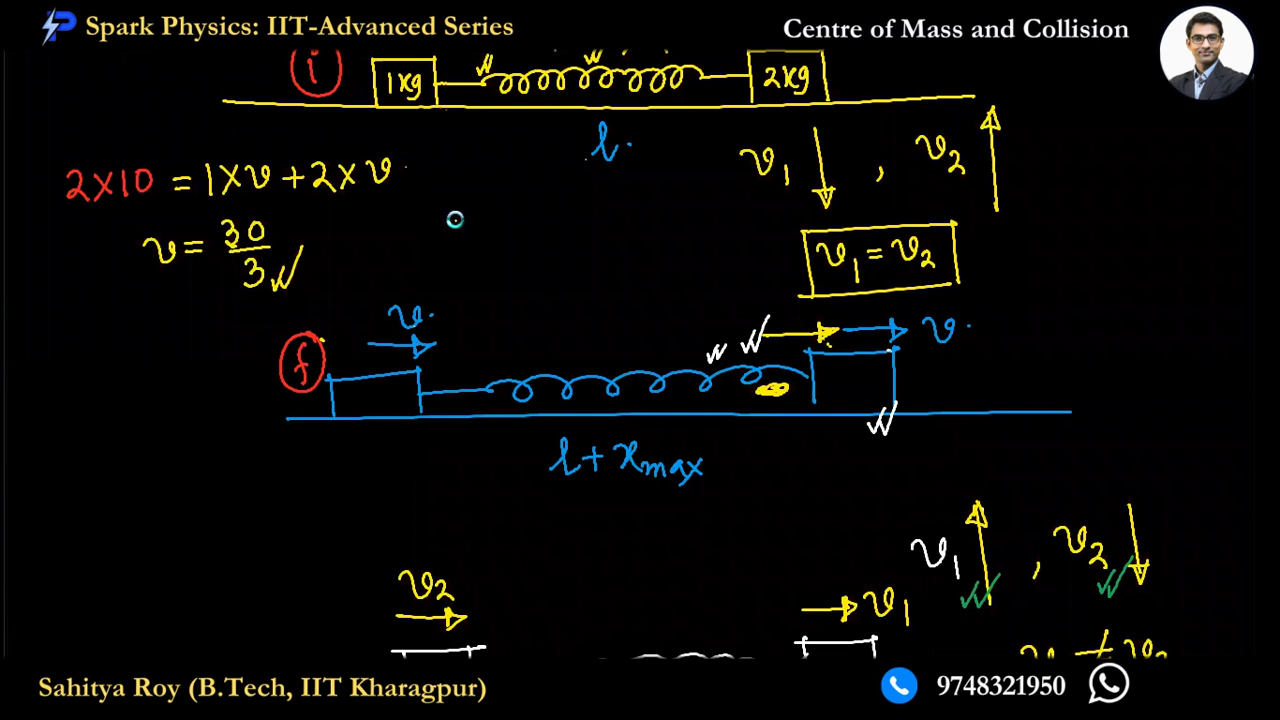 Spark Physics: IIT-Advanced Series
Centre of Mass and Collision
i
1kg
2kg
l
v₁ , v₂
2×10 = 1×v + 2×v
v = 30/3
v₁ = v₂
v
f
v
l + xmax
v₁ , v₂
v₂
v₁
Sahitya Roy (B.Tech, IIT Kharagpur)
9748321950